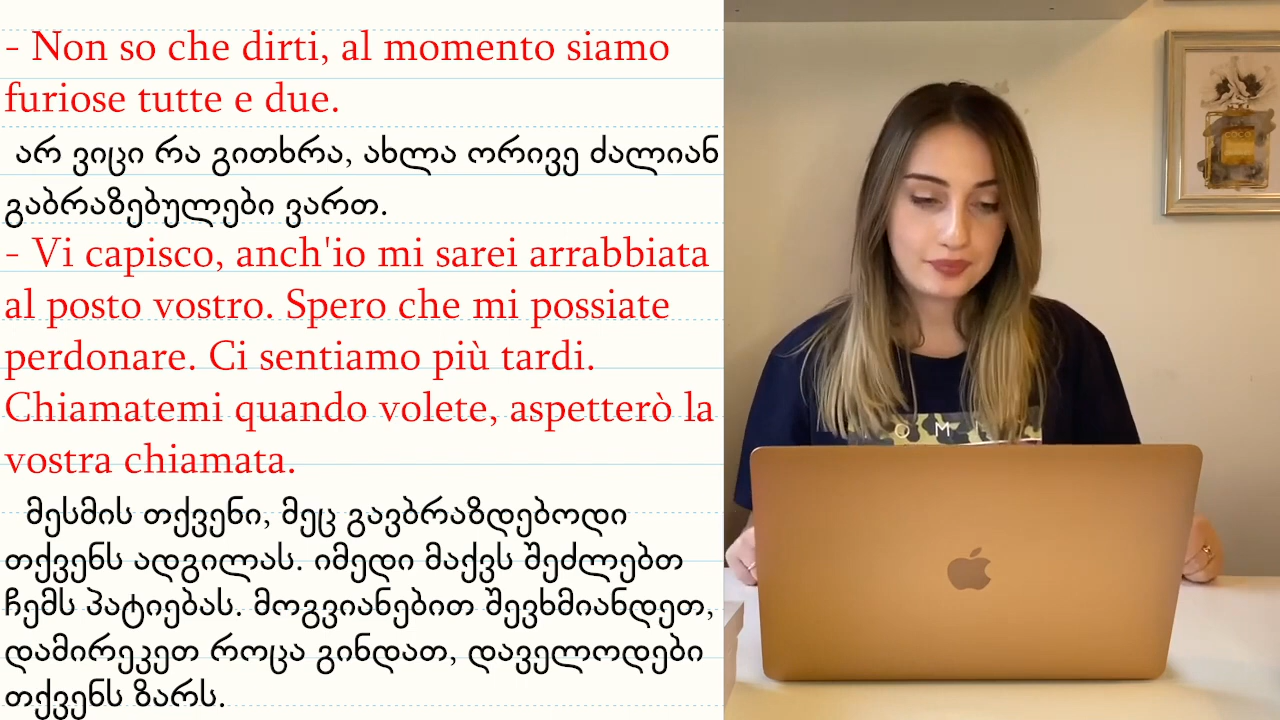 - Non so che dirti, al momento siamo
furiose tutte e due.
არ ვიცი რა გითხრა, ახლა ორივე ძალიან
გაბრაზებულები ვართ.
- Vi capisco, anch'io mi sarei arrabbiata
al posto vostro. Spero che mi possiate
perdonare. Ci sentiamo più tardi.
Chiamatemi quando volete, aspetterò la
vostra chiamata.
მესმის თქვენი, მეც გავბრაზდებოდი
თქვენს ადგილას. იმედი მაქვს შეძლებთ
ჩემს პატიებას. მოგვიანებით შევხმიანდეთ,
დამირეკეთ როცა გინდათ, დაველოდები
თქვენს ზარს.
COCO